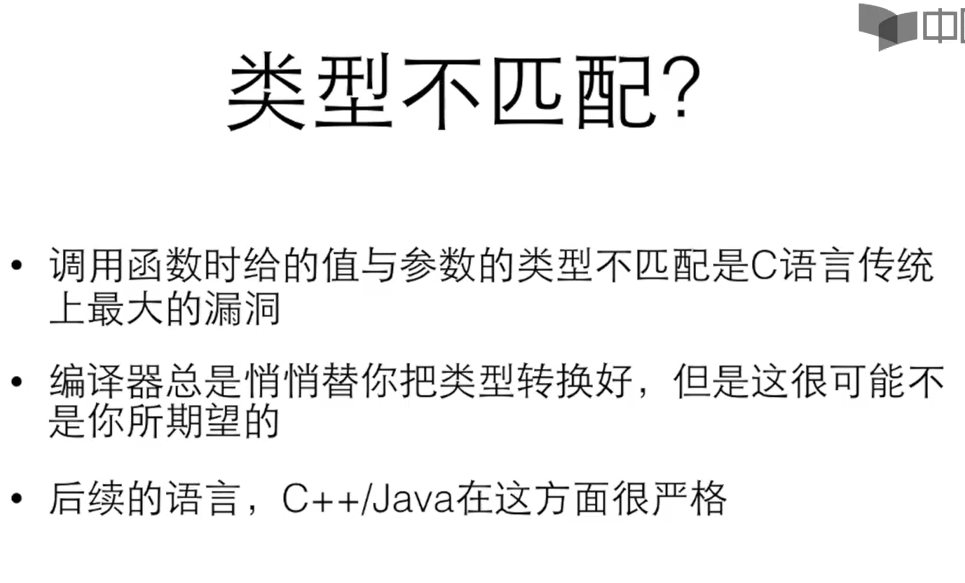 类型不匹配?
• 调用函数时给的值与参数的类型不匹配是C语言传统
上最大的漏洞
• 编译器总是悄悄替你把类型转换好，但是这很可能不
是你所期望的
• 后续的语言，C++/Java在这方面很严格